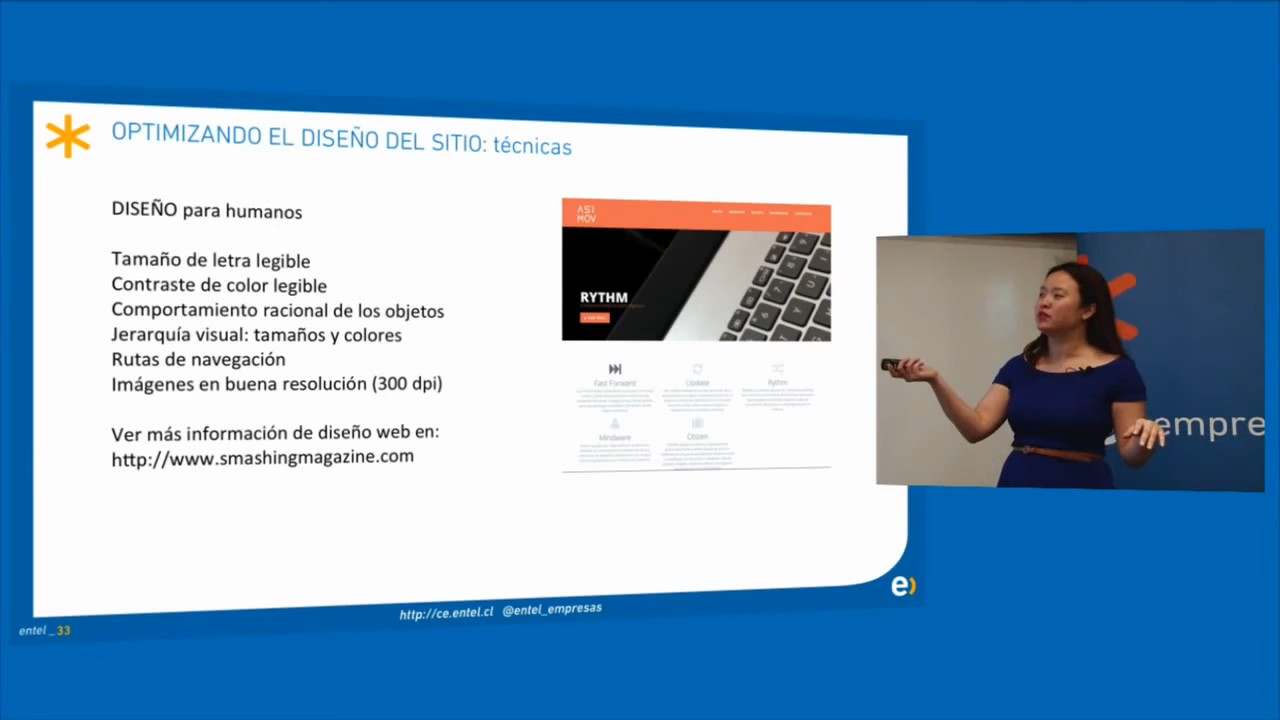 OPTIMIZANDO EL DISEÑO DEL SITIO: técnicas
DISEÑO para humanos
Tamaño de letra legible
Contraste de color legible
Comportamiento racional de los objetos
Jerarquía visual: tamaños y colores
Rutas de navegación
Imágenes en buena resolución (300 dpi)
Ver más información de diseño web en:
http://www.smashingmagazine.com
ASI
MOV
RYTHM
Fast Forward
Update
Rythm
Mindware
Citizen
empre
e)
http://ce.entel.cl @entel_empresas
entel _33